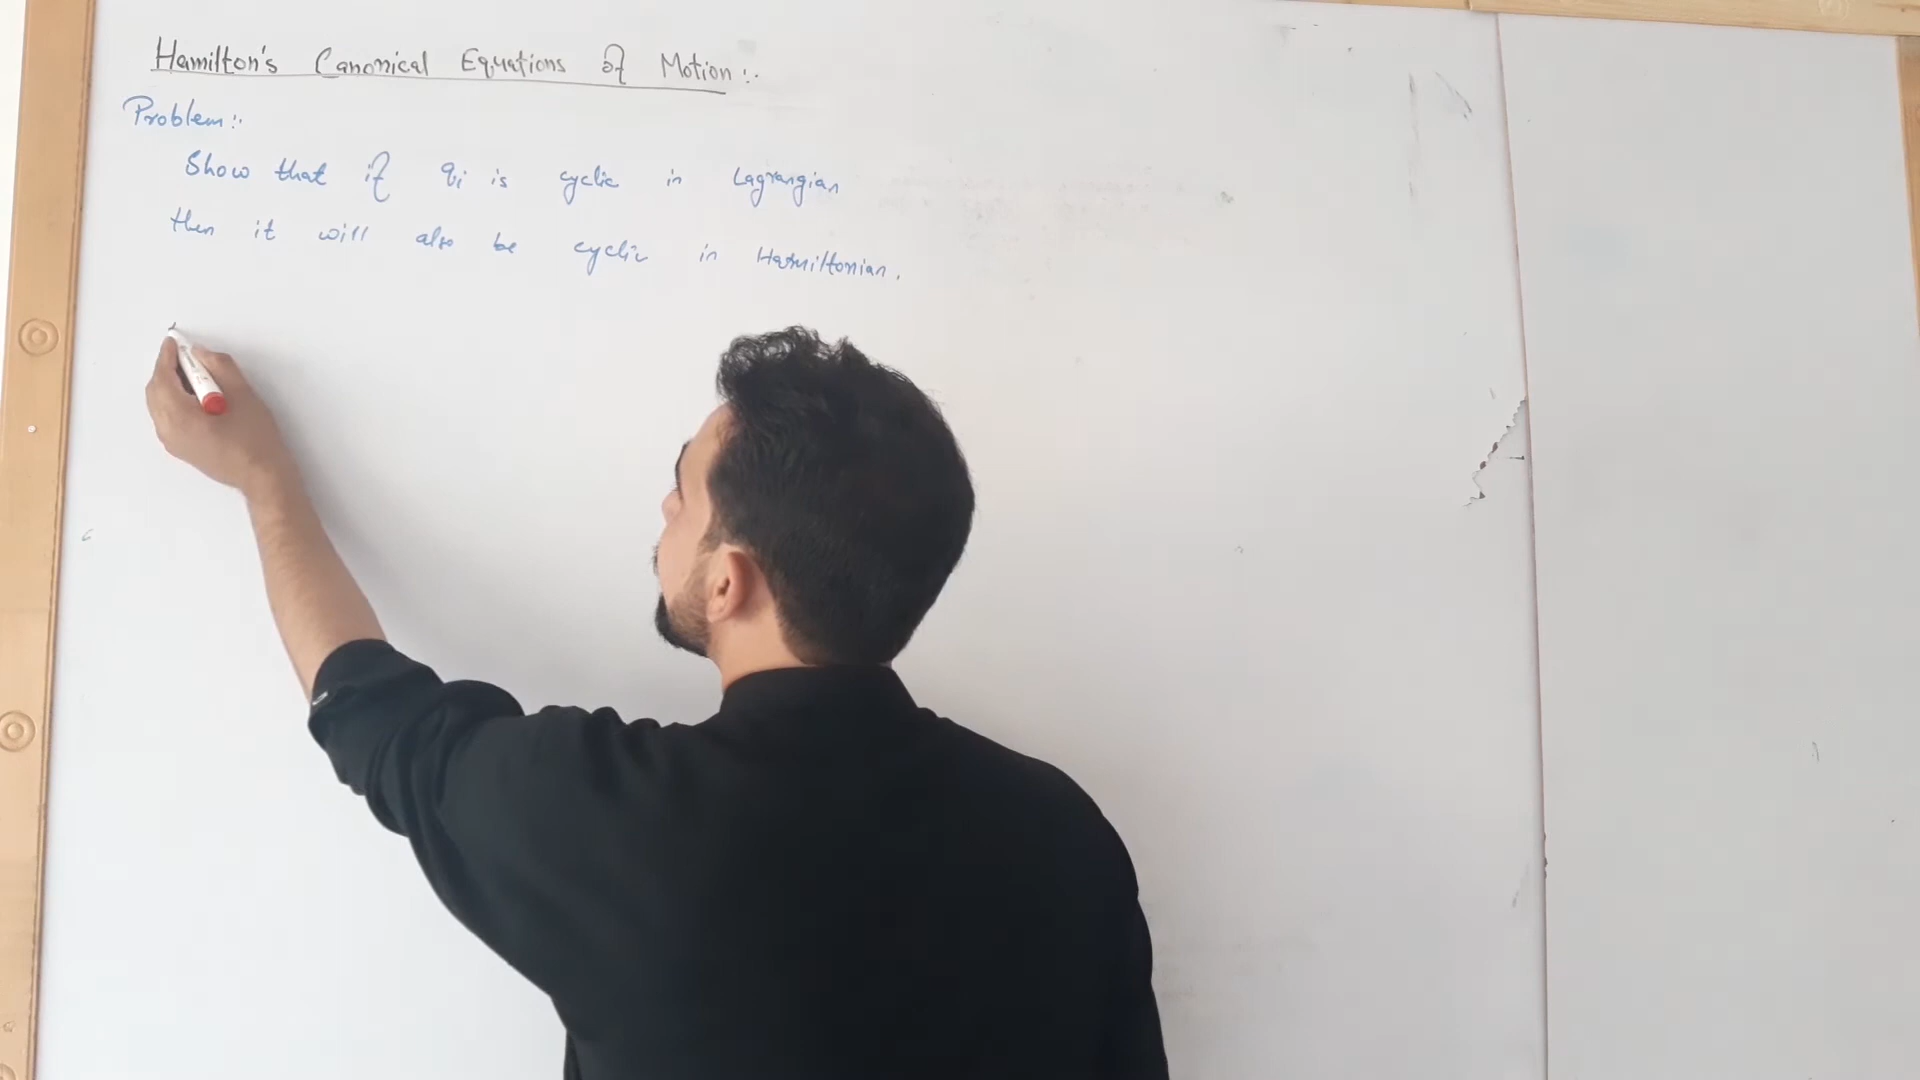 Hamilton's Canonical Equations of Motion :.
Problem :.
Show that if qi is cyclic in Lagrangian
then it will also be cyclic in Hamiltonian.